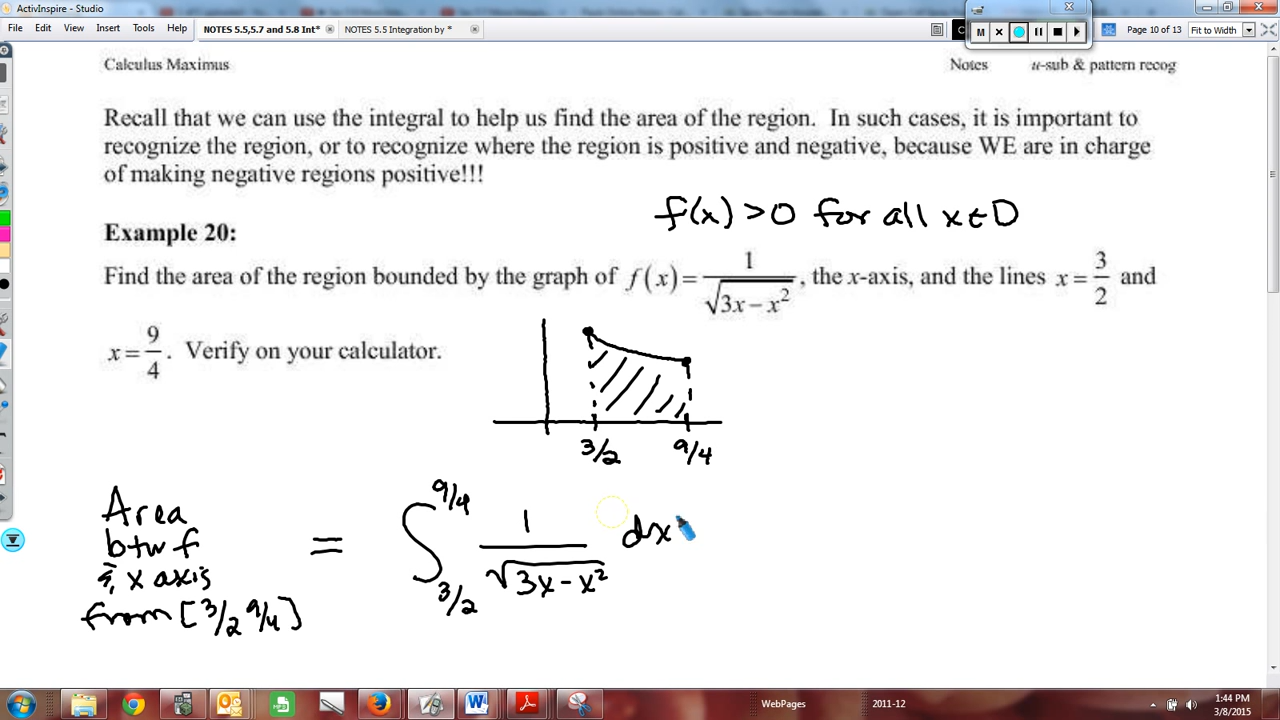 ActivInspire - Studio
File Edit View Insert Tools Help
NOTES 5.5,5.7 and 5.8 Int* NOTES 5.5 Integration by *
Page 10 of 13 Fit to Width
Calculus Maximus Notes u-sub & pattern recog
Recall that we can use the integral to help us find the area of the region. In such cases, it is important to
recognize the region, or to recognize where the region is positive and negative, because WE are in charge
of making negative regions positive!!!
f(x) > 0 for all x ∈ D
Example 20:
Find the area of the region bounded by the graph of f(x) = 1/√(3x − x²), the x-axis, and the lines x = 3/2 and
x = 9/4. Verify on your calculator.
3/2 9/4
Area
btw f
& x axis
from [3/2 9/4]
= ∫_{3/2}^{9/4} 1/√(3x − x²) dx
WebPages 2011-12 1:44 PM
3/8/2015